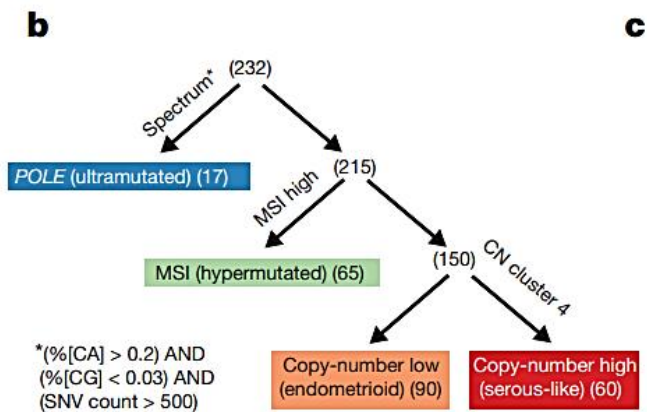 b
c
(232)
Spectrum*
POLE (ultramutated) (17)
(215)
MSI high
MSI (hypermutated) (65)
(150)
CN cluster 4
Copy-number low
(endometrioid) (90)
Copy-number high
(serous-like) (60)
*(%[CA] > 0.2) AND
(%[CG] < 0.03) AND
(SNV count > 500)